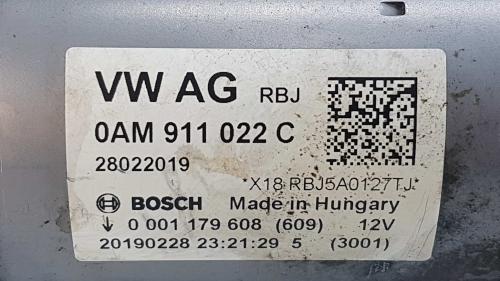 VW AG RBJ
0AM 911 022 C
28022019
*X18 RBJ5A0127TJ*
BOSCH Made in Hungary
↓ 0 001 179 608 (609) 12V
20190228 23:21:29 5 (3001)